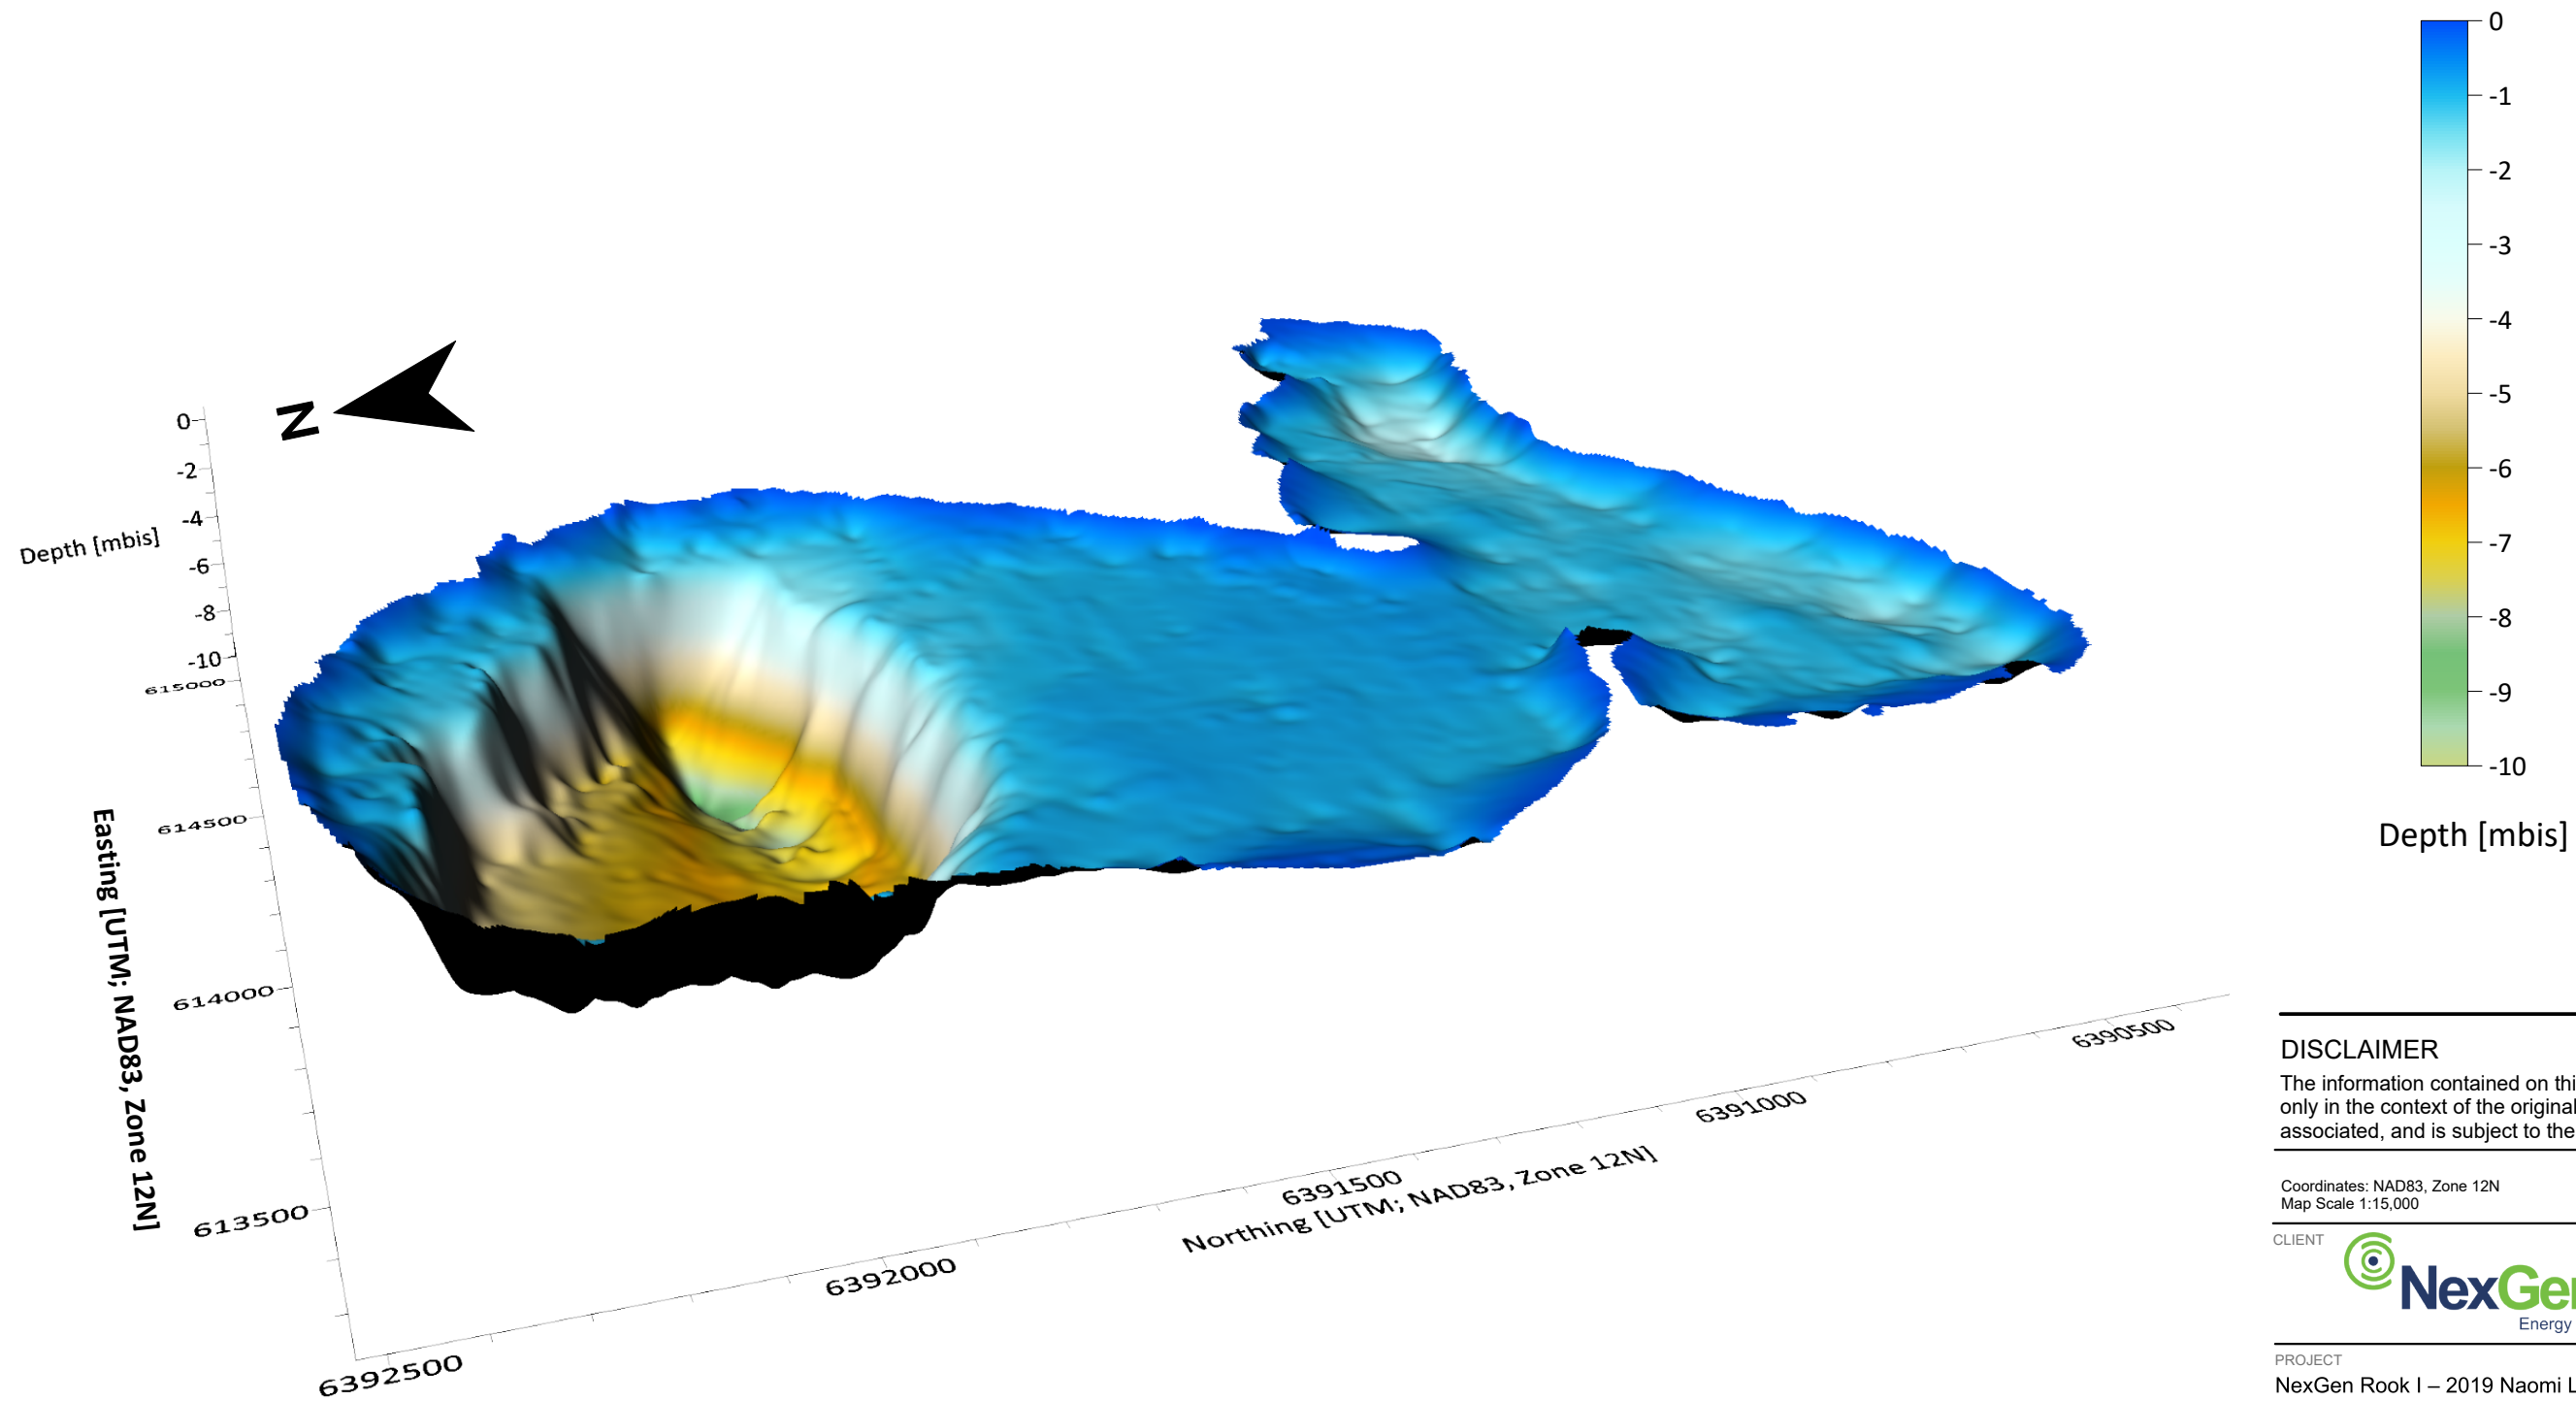 N
0
-2
-4
-6
-8
-10
Depth [mbis]
615000
614500
614000
613500
Easting [UTM; NAD83, Zone 12N]
6392500
6392000
6391500
6391000
6390500
Northing [UTM; NAD83, Zone 12N]
0
-1
-2
-3
-4
-5
-6
-7
-8
-9
-10
Depth [mbis]
DISCLAIMER
The information contained on thi
only in the context of the original
associated, and is subject to the
Coordinates: NAD83, Zone 12N
Map Scale 1:15,000
CLIENT
NexGen
Energy
PROJECT
NexGen Rook I – 2019 Naomi L